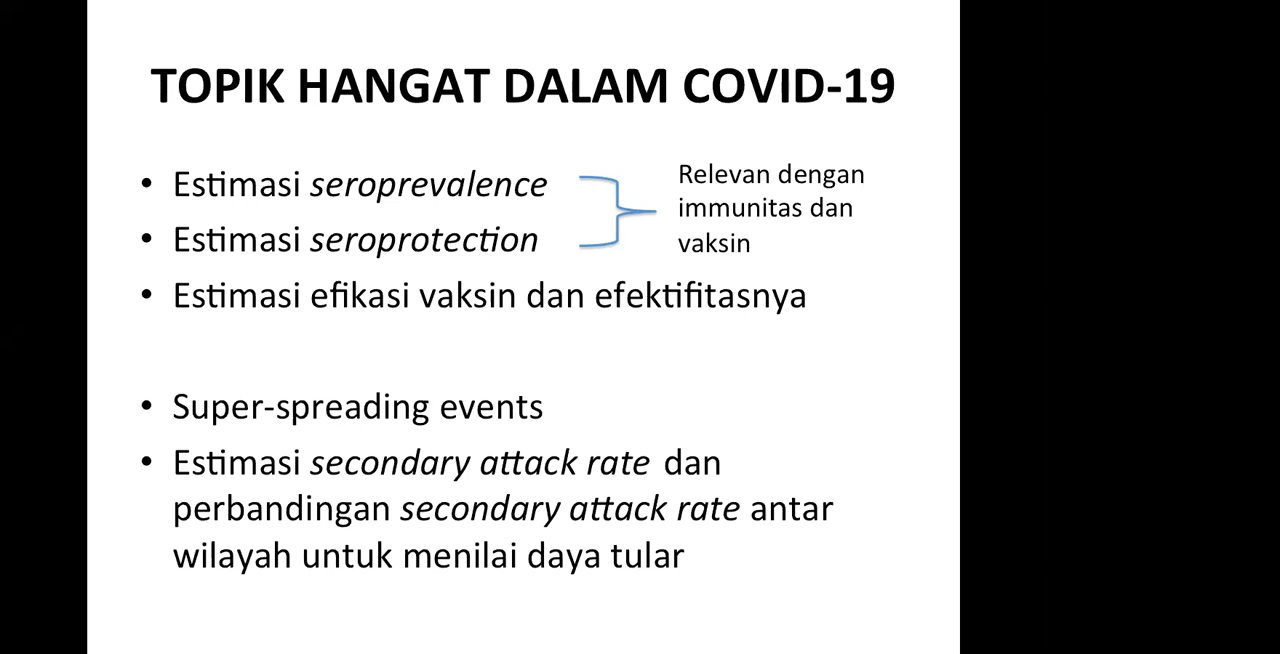 TOPIK HANGAT DALAM COVID-19
• Estimasi seroprevalence
• Estimasi seroprotection
Relevan dengan
immunitas dan
vaksin
• Estimasi efikasi vaksin dan efektifitasnya
• Super-spreading events
• Estimasi secondary attack rate dan
perbandingan secondary attack rate antar
wilayah untuk menilai daya tular